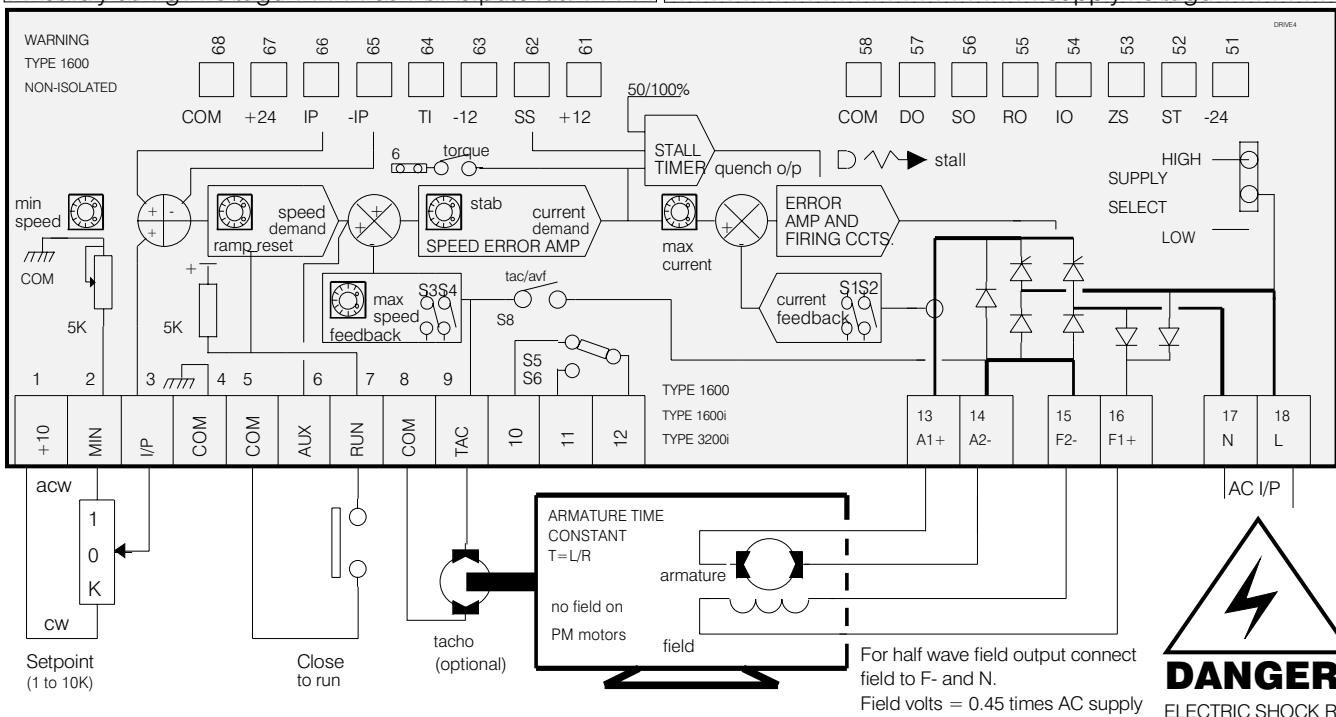 WARNING
TYPE 1600
NON-ISOLATED
68 67 66 65 64 63 62 61
COM +24 IP -IP TI -12 SS +12
50/100%
58 57 56 55 54 53 52 51
COM DO SO RO IO ZS ST -24
DRIVE4
6 torque
STALL
TIMER
quench o/p
stall
HIGH
SUPPLY
SELECT
LOW
min
speed
COM
5K
+ - +
speed
demand
ramp reset
+ -
stab
current
demand
SPEED ERROR AMP
max
current
+ -
ERROR
AMP AND
FIRING CCTS.
+
5K
max
speed
feedback
S3S4
tac/avf
S8
current
feedback
S1S2
S5
S6
TYPE 1600
TYPE 1600i
TYPE 3200i
1 2 3 4 5 6 7 8 9
+10 MIN I/P COM COM AUX RUN COM TAC 10 11 12
13 14 15 16 17 18
A1+ A2- F2- F1+ N L
acw
10K
cw
Setpoint
(1 to 10K)
Close
to run
tacho
(optional)
ARMATURE TIME
CONSTANT
T=L/R
armature
no field on
PM motors
field
AC I/P
For half wave field output connect
field to F- and N.
Field volts = 0.45 times AC supply
DANGER
ELECTRIC SHOCK R